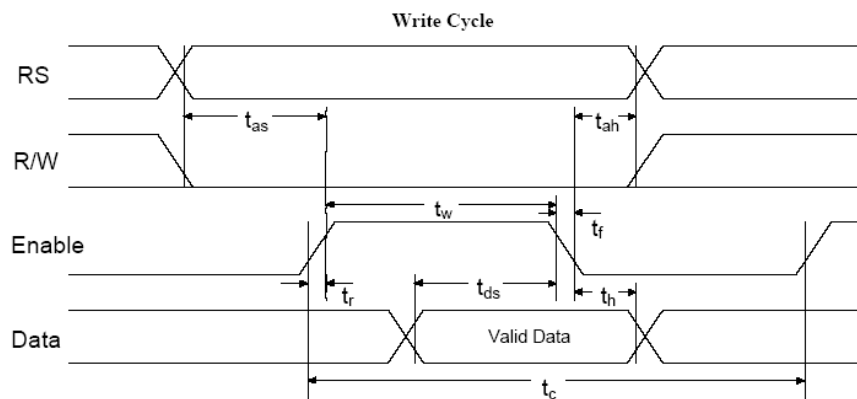 Write Cycle
RS
tas
tah
R/W
tw
Enable
tf
tr
tds
th
Data
Valid Data
tc